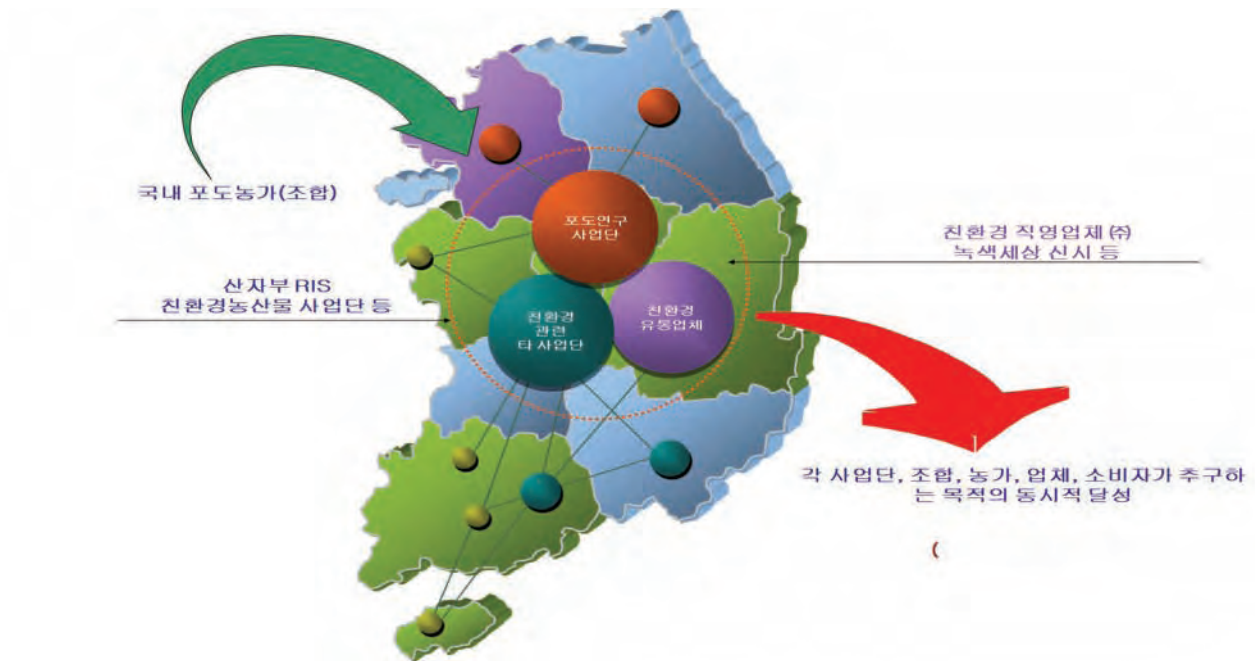 국내 포도농가(조합)
포도연구
사업단
친환경 직영업체 ㈜
녹색세상 신시 등
산자부 RIS
친환경농산물 사업단 등
친환경
관련
타 사업단
친환경
유통업체
각 사업단, 조합, 농가, 업체, 소비자가 추구하
는 목적의 동시적 달성
(